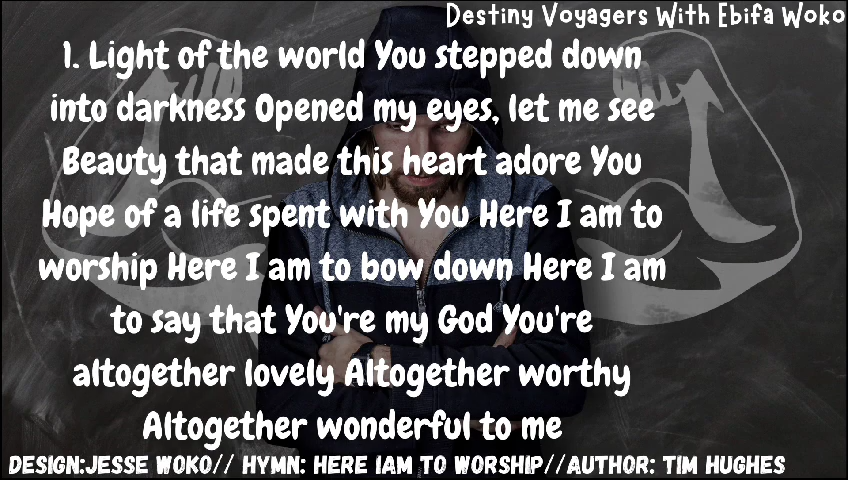 Destiny Voyagers With Ebifa Woko
1. Light of the world You stepped down
into darkness Opened my eyes, let me see
Beauty that made this heart adore You
Hope of a life spent with You Here I am to
worship Here I am to bow down Here I am
to say that You're my God You're
altogether lovely Altogether worthy
Altogether wonderful to me
DESIGN:JESSE WOKO// HYMN: HERE IAM TO WORSHIP//AUTHOR: TIM HUGHES